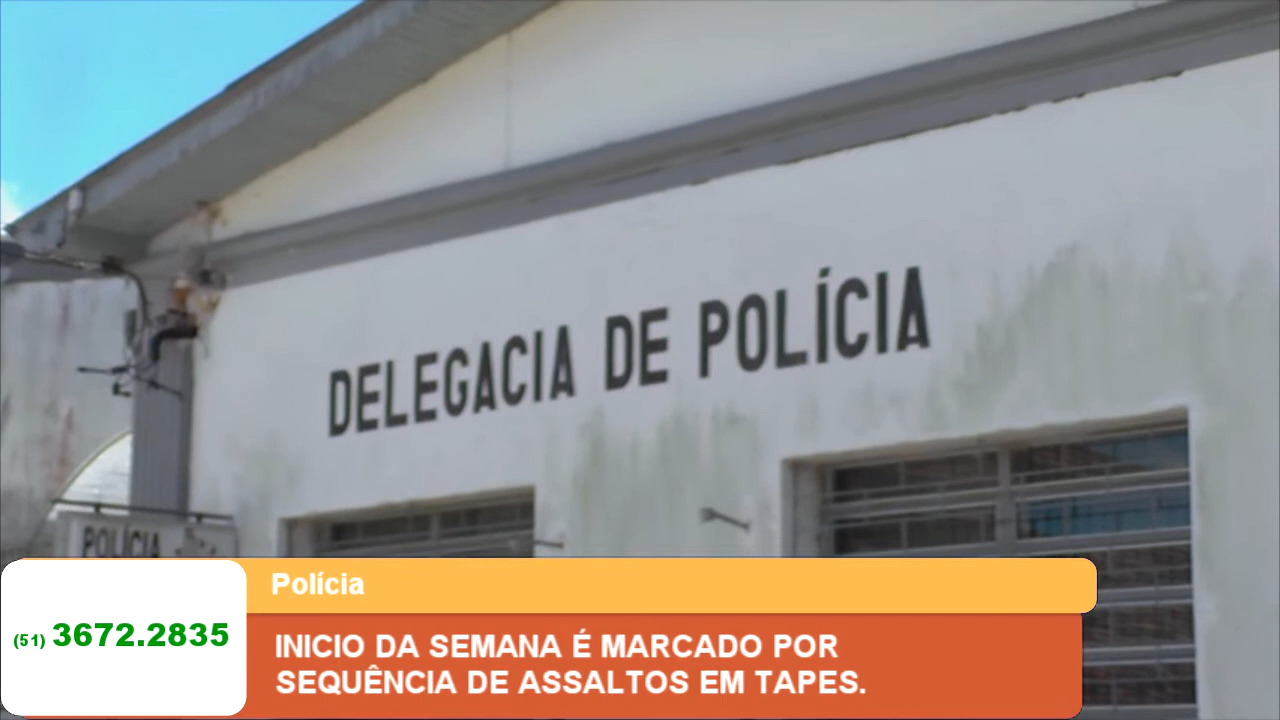 DELEGACIA DE POLÍCIA
POLÍCIA
Polícia
(51) 3672.2835
INICIO DA SEMANA É MARCADO POR
SEQUÊNCIA DE ASSALTOS EM TAPES.